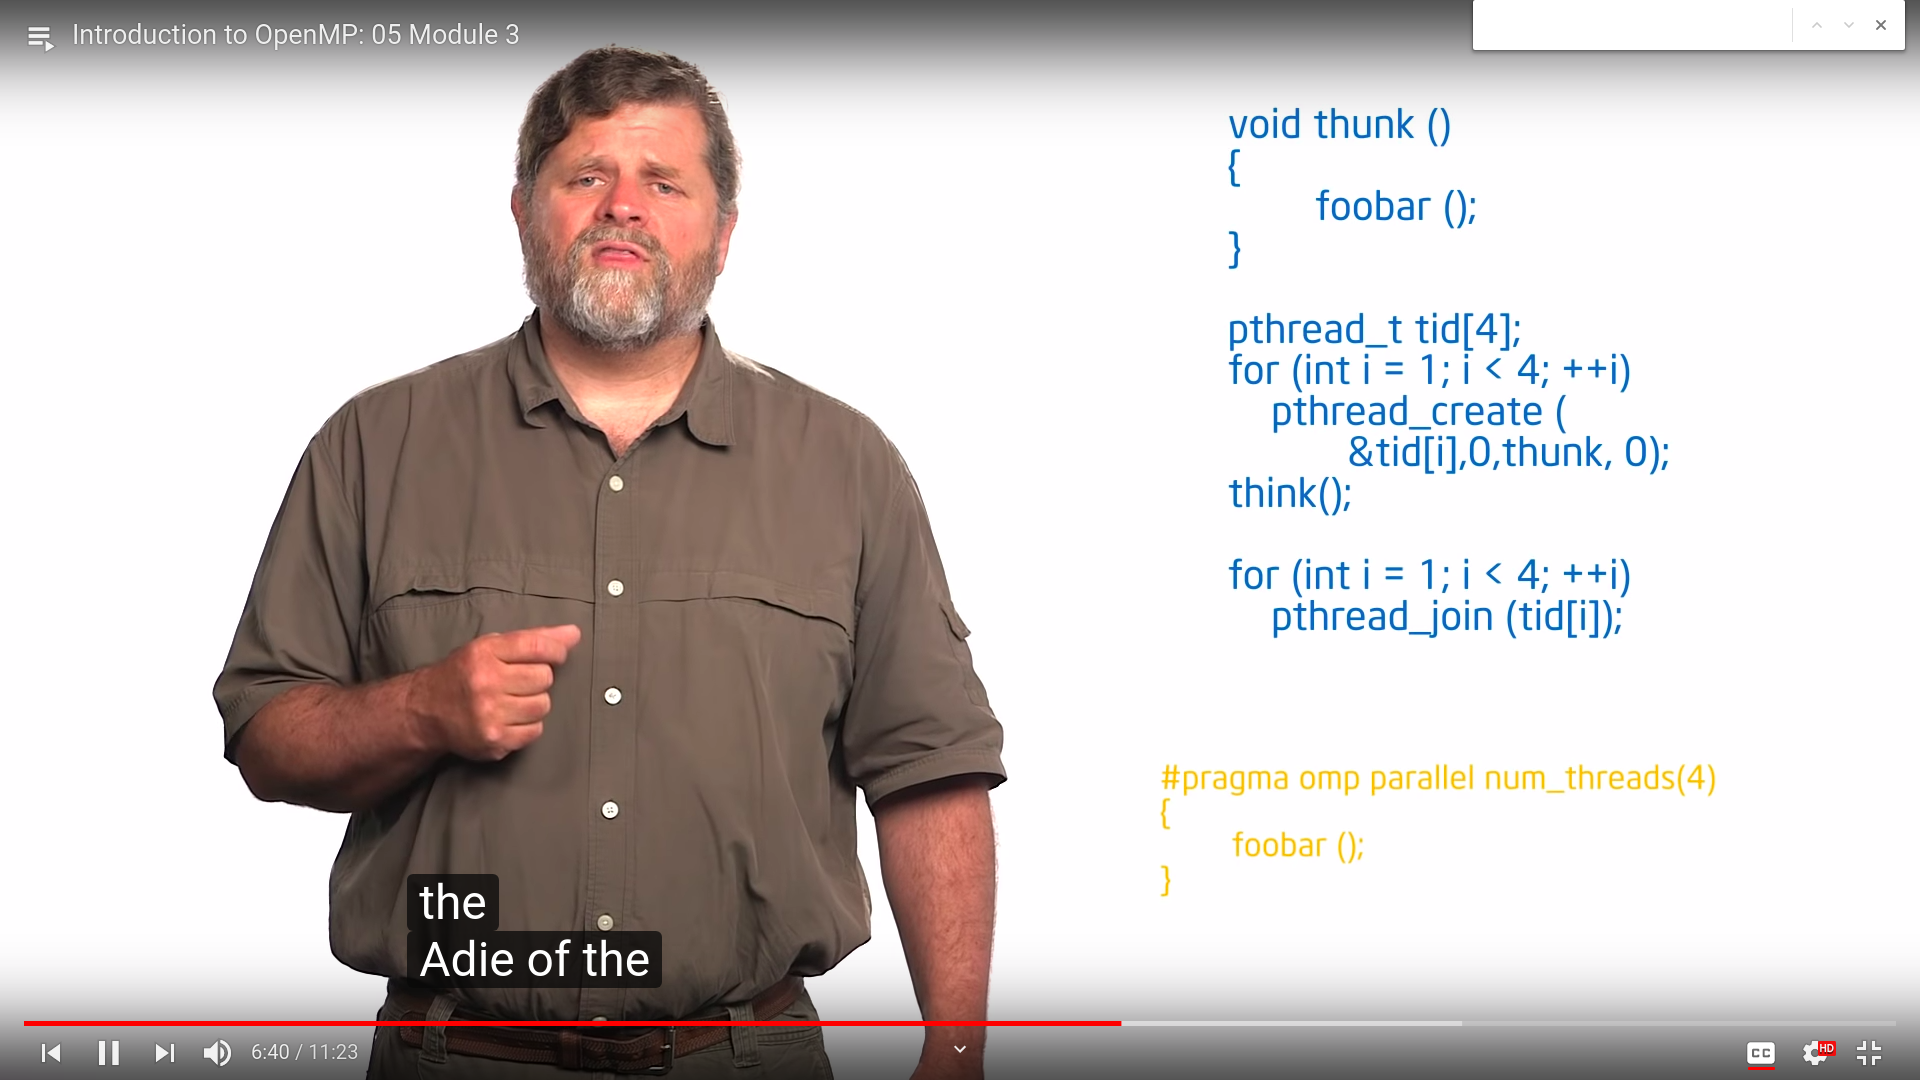 Introduction to OpenMP: 05 Module 3
void thunk ()
{
foobar ();
}
pthread_t tid[4];
for (int i = 1; i < 4; ++i)
pthread_create (
&tid[i],0,thunk, 0);
think();
for (int i = 1; i < 4; ++i)
pthread_join (tid[i]);
#pragma omp parallel num_threads(4)
{
foobar ();
}
the
Adie of the
6:40 / 11:23
CC
HD